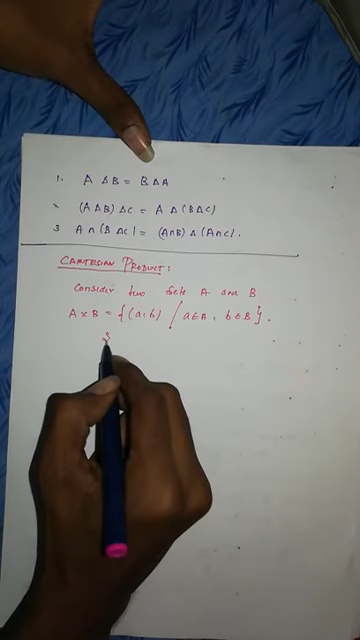 1. A Δ B = B Δ A
2 (A Δ B) Δ C = A Δ (B Δ C)
3 A ∩ (B Δ C) = (A∩B) Δ (A∩C).
CARTESIAN PRODUCT:
Consider two sets A and B
A × B = {(a,b) / a∈A, b∈B}.